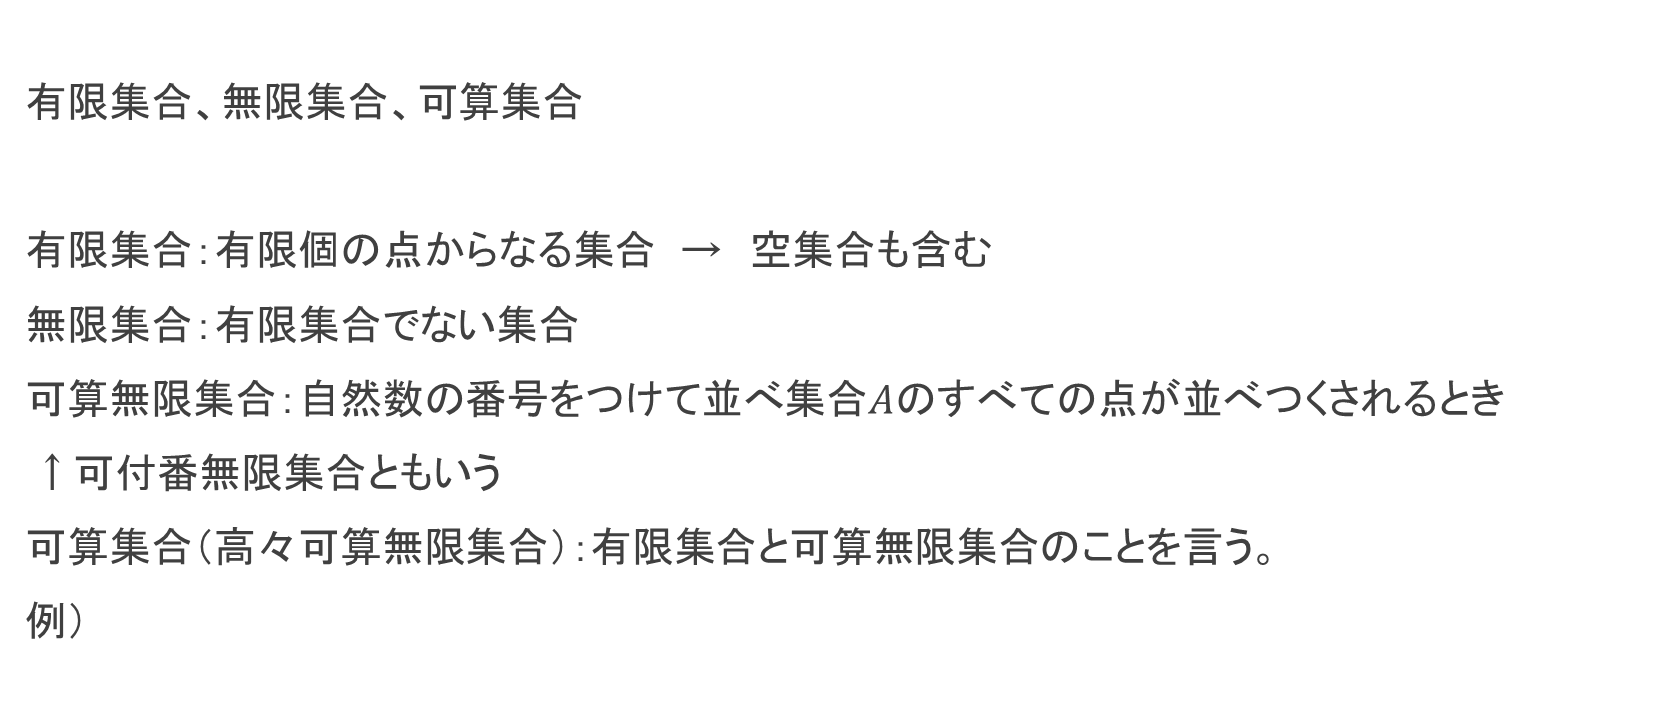 有限集合、無限集合、可算集合
有限集合：有限個の点からなる集合　→　空集合も含む
無限集合：有限集合でない集合
可算無限集合：自然数の番号をつけて並べ集合Aのすべての点が並べつくされるとき
↑可付番無限集合ともいう
可算集合（高々可算無限集合）：有限集合と可算無限集合のことを言う。
例）